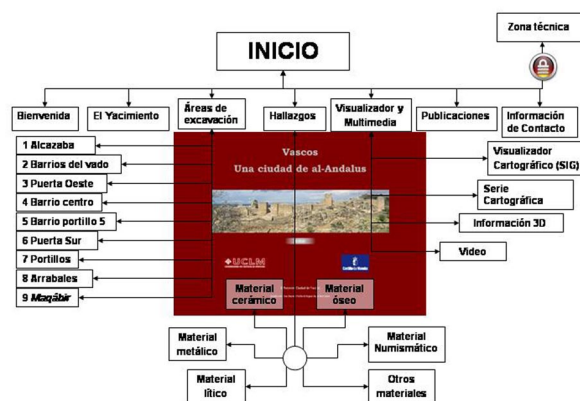 Zona técnica
INICIO
Bienvenida
El Yacimiento
Áreas de
excavación
Hallazgos
Visualizador y
Multimedia
Publicaciones
Información
de Contacto
1 Alcazaba
2 Barrios del vado
3 Puerta Oeste
4 Barrio centro
5 Barrio portillo 5
6 Puerta Sur
7 Portillos
8 Arrabales
9 Maqâbir
Vascos
Una ciudad de al-Andalus
Visualizador
Cartográfico (SIG)
Serie
Cartográfica
Información 3D
Video
UCLM
Material
cerámico
Material
óseo
Material
metálico
Material
Numismático
Material
lítico
Otros
materiales